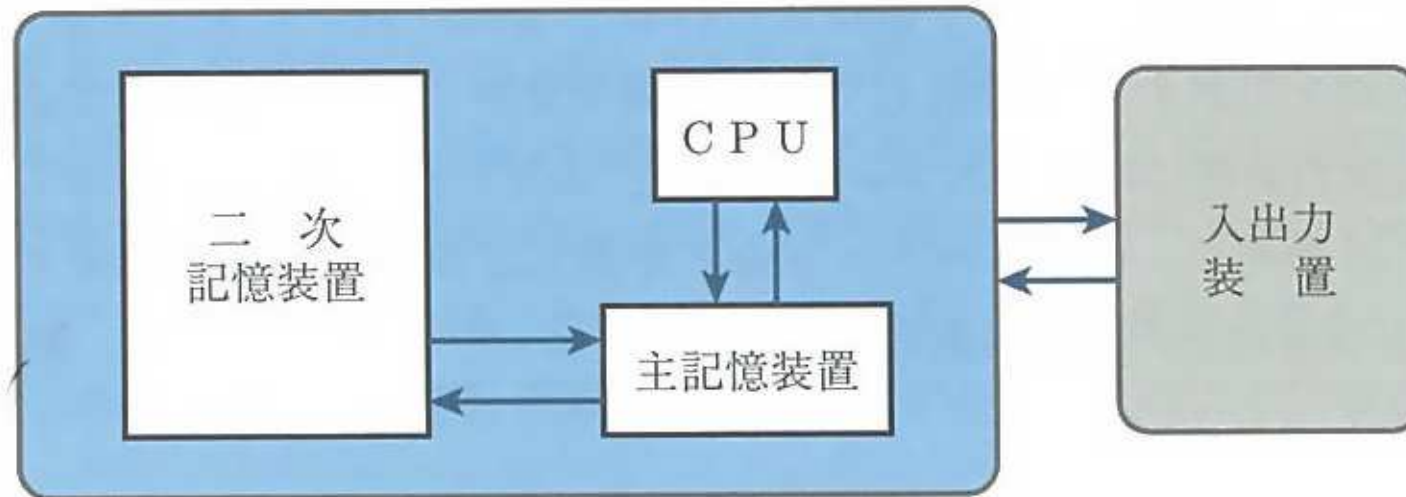 CPU
二 次
記憶装置
主記憶装置
入出力
装 置